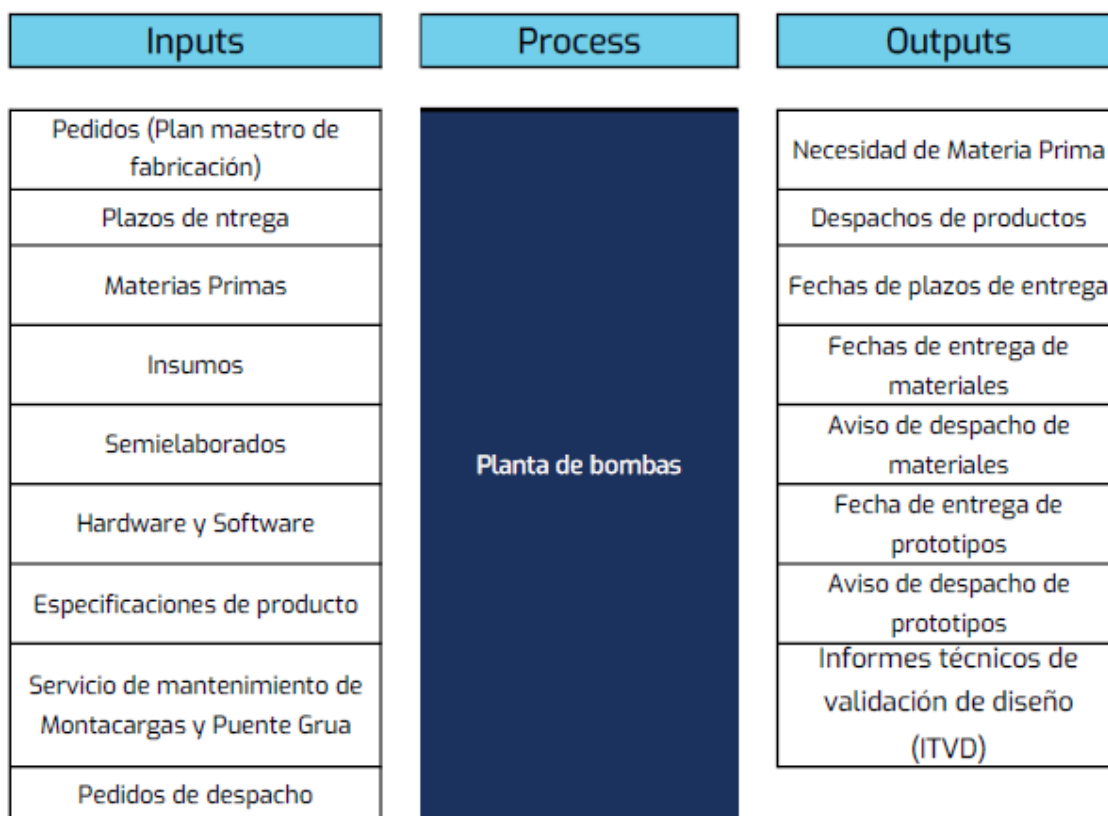 Inputs
Process
Outputs
Pedidos (Plan maestro de
fabricación)
Plazos de ntrega
Materias Primas
Insumos
Semielaborados
Hardware y Software
Especificaciones de producto
Servicio de mantenimiento de
Montacargas y Puente Grua
Pedidos de despacho
Planta de bombas
Necesidad de Materia Prima
Despachos de productos
Fechas de plazos de entrega
Fechas de entrega de
materiales
Aviso de despacho de
materiales
Fecha de entrega de
prototipos
Aviso de despacho de
prototipos
Informes técnicos de
validación de diseño
(ITVD)